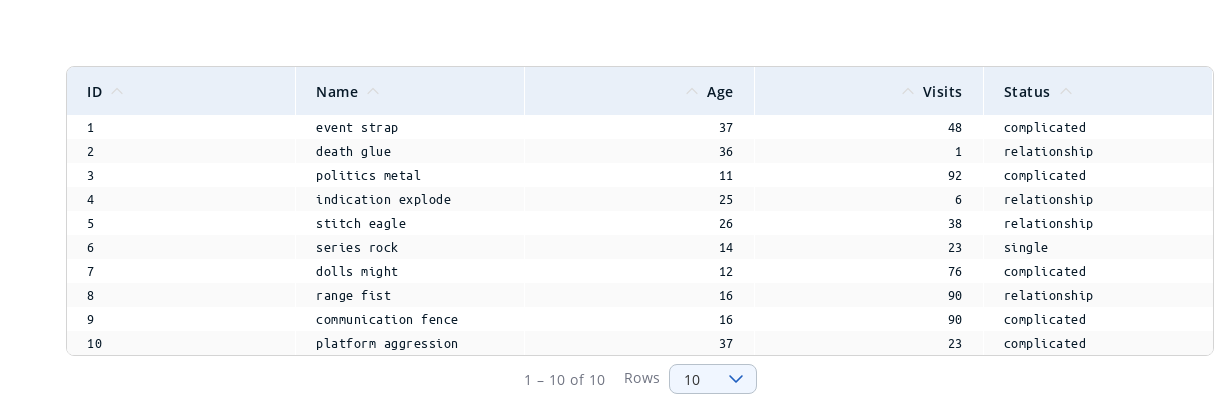 ID Name Age Visits Status
1 event strap 37 48 complicated
2 death glue 36 1 relationship
3 politics metal 11 92 complicated
4 indication explode 25 6 relationship
5 stitch eagle 26 38 relationship
6 series rock 14 23 single
7 dolls might 12 76 complicated
8 range fist 16 90 relationship
9 communication fence 16 90 complicated
10 platform aggression 37 23 complicated
1 – 10 of 10 Rows 10